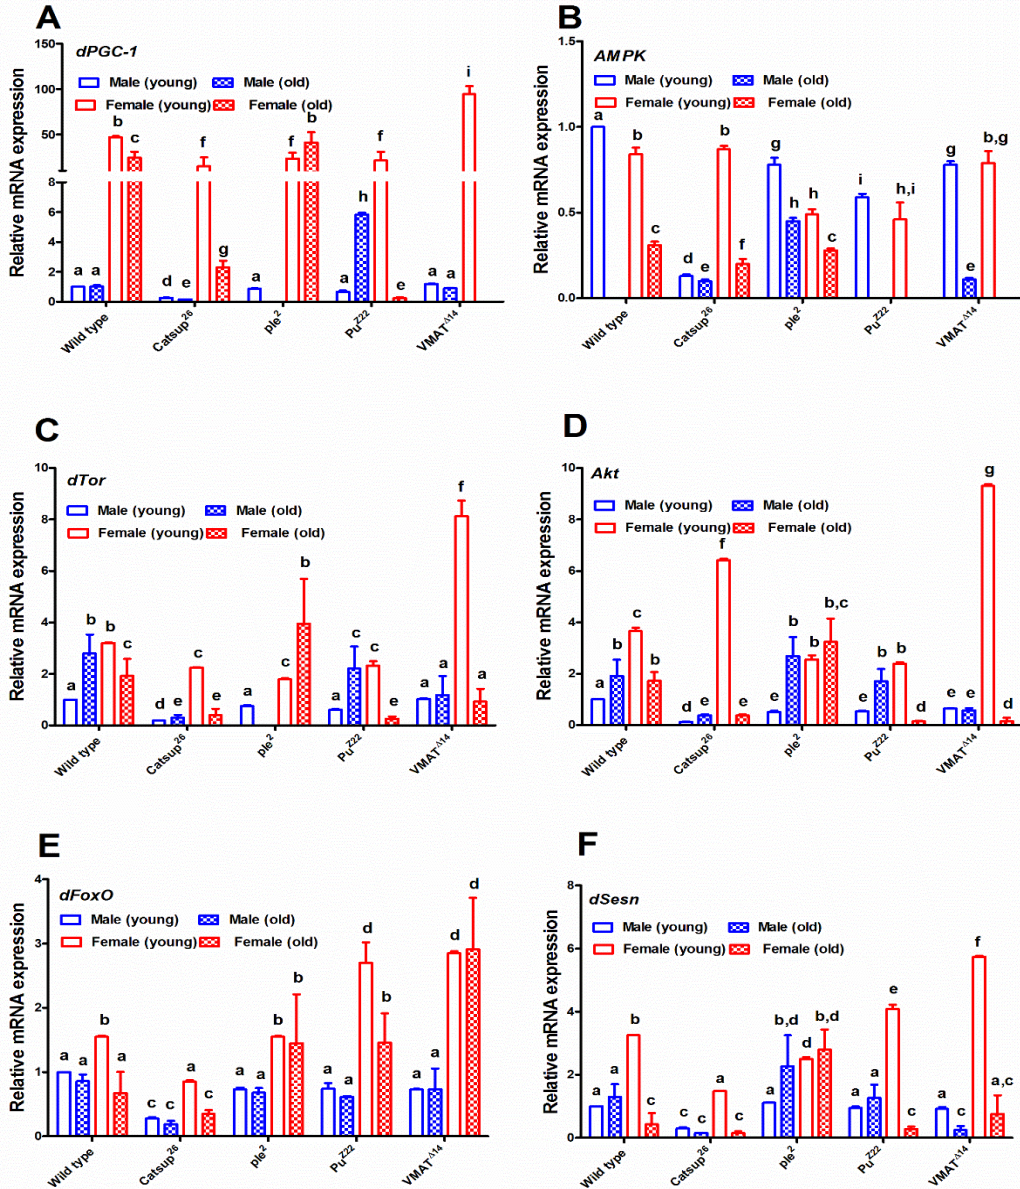 A
dPGC-1
Male (young) Male (old)
Female (young) Female (old)
Relative mRNA expression
150
100
50
8
6
4
2
0
a a b c
d e f g
a f b
a h f e
a a i
Wild type
Catsup26
ple2
PuZ22
VMATΔ14
B
AMPK
Male (young) Male (old)
Female (young) Female (old)
Relative mRNA expression
1.5
1.0
0.5
0.0
a b c
d e b f
g h h c
i h,i
g e b,g
Wild type
Catsup26
ple2
PuZ22
VMATΔ14
C
dTor
Male (young) Male (old)
Female (young) Female (old)
Relative mRNA expression
10
8
6
4
2
0
a b b c
d e c e
a c b
a c c e
a a f a
Wild type
Catsup26
ple2
PuZ22
VMATΔ14
D
Akt
Male (young) Male (old)
Female (young) Female (old)
Relative mRNA expression
10
8
6
4
2
0
a b c b
d e f e
e b b b,c
e b b d
e e g d
Wild type
Catsup26
ple2
PuZ22
VMATΔ14
E
dFoxO
Male (young) Male (old)
Female (young) Female (old)
Relative mRNA expression
4
3
2
1
0
a a b a
c c a c
a a b b
a a d b
a a d d
Wild type
Catsup26
ple2
PuZ22
VMATΔ14
F
dSesn
Male (young) Male (old)
Female (young) Female (old)
Relative mRNA expression
8
6
4
2
0
a a b c
c c a c
a b,d d b,d
a a e c
a c f a,c
Wild type
Catsup26
ple2
PuZ22
VMATΔ14